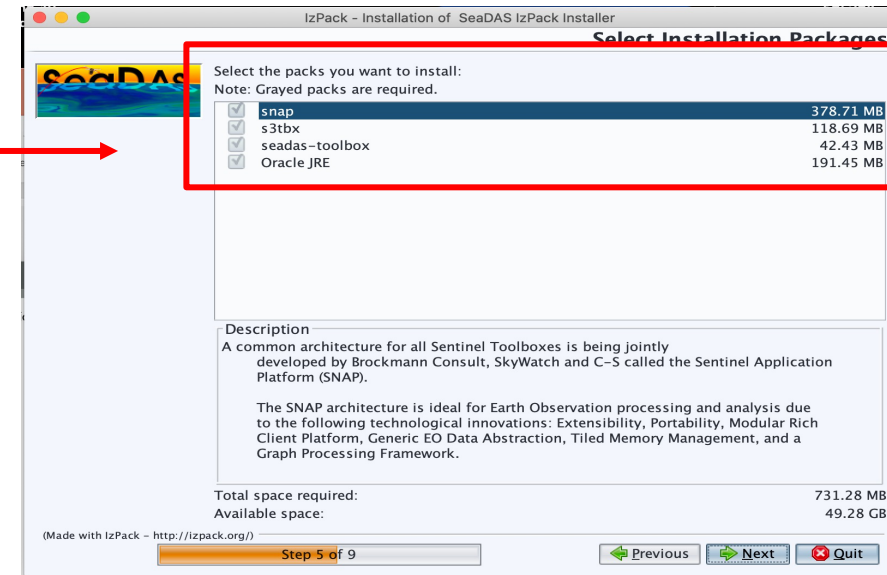 IzPack - Installation of SeaDAS IzPack Installer
Select Installation Packages
SeaDAS
Select the packs you want to install:
Note: Grayed packs are required.
snap 378.71 MB
s3tbx 118.69 MB
seadas-toolbox 42.43 MB
Oracle JRE 191.45 MB
Description
A common architecture for all Sentinel Toolboxes is being jointly
developed by Brockmann Consult, SkyWatch and C-S called the Sentinel Application
Platform (SNAP).
The SNAP architecture is ideal for Earth Observation processing and analysis due
to the following technological innovations: Extensibility, Portability, Modular Rich
Client Platform, Generic EO Data Abstraction, Tiled Memory Management, and a
Graph Processing Framework.
Total space required: 731.28 MB
Available space: 49.28 GB
(Made with IzPack - http://izpack.org/)
Step 5 of 9
Previous Next Quit